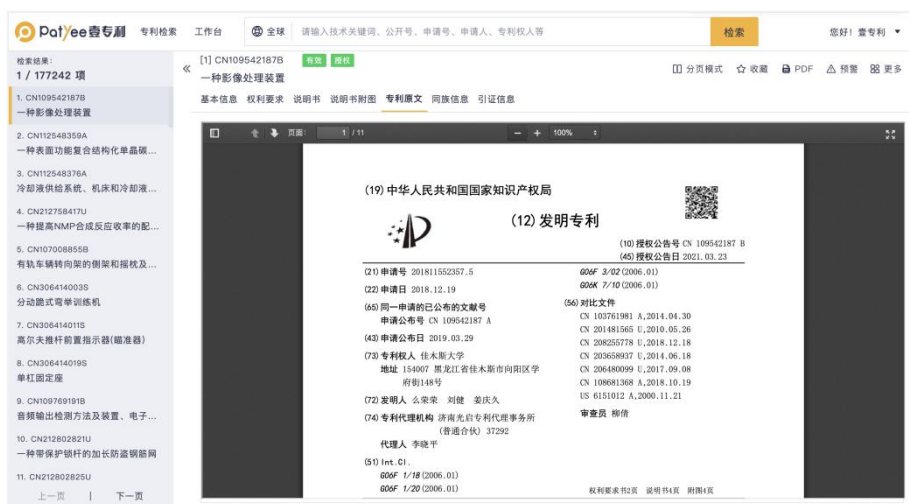 Patyee壹专利 专利检索 工作台 全球 请输入技术关键词、公开号、申请号、申请人、专利权人等 检索 您好! 壹专利
检索结果:
1 / 177242 项
1. CN109542187B
一种影像处理装置
2. CN112548359A
一种表面功能复合结构化单晶碳...
3. CN112548376A
冷却液供给系统、机床和冷却液...
4. CN212758417U
一种提高NMP合成反应收率的配...
5. CN107008855B
有轨车辆转向架的侧架和摇枕及...
6. CN306414003S
分动跪式弯举训练机
7. CN306414011S
高尔夫推杆前置指示器(瞄准器)
8. CN306414019S
单杠固定座
9. CN109769191B
音频输出检测方法及装置、电子...
10. CN212802821U
一种带保护锁杆的加长防盗钢筋网
11. CN212802825U
上一页 | 下一页
[1] CN109542187B 有效 授权
一种影像处理装置
分页模式 收藏 PDF 预警 更多
基本信息 权利要求 说明书 说明书附图 专利原文 同族信息 引证信息
页面: 1 / 11 − + 100%
(19)中华人民共和国国家知识产权局
(12)发明专利
(10)授权公告号 CN 109542187 B
(45)授权公告日 2021.03.23
(21)申请号 201811552357.5
(22)申请日 2018.12.19
(65)同一申请的已公布的文献号
申请公布号 CN 109542187 A
(43)申请公布日 2019.03.29
(73)专利权人 佳木斯大学
地址 154007 黑龙江省佳木斯市向阳区学
府街148号
(72)发明人 么荣荣 刘健 姜庆久
(74)专利代理机构 济南光启专利代理事务所
(普通合伙) 37292
代理人 李晓平
(51)Int.Cl.
G06F 1/18(2006.01)
G06F 1/20(2006.01)
G06F 3/02(2006.01)
G06K 7/10(2006.01)
(56)对比文件
CN 103761981 A,2014.04.30
CN 201481565 U,2010.05.26
CN 208255778 U,2018.12.18
CN 203658937 U,2014.06.18
CN 206480099 U,2017.09.08
CN 108681368 A,2018.10.19
US 6151012 A,2000.11.21
审查员 柳倩
权利要求书2页 说明书4页 附图4页